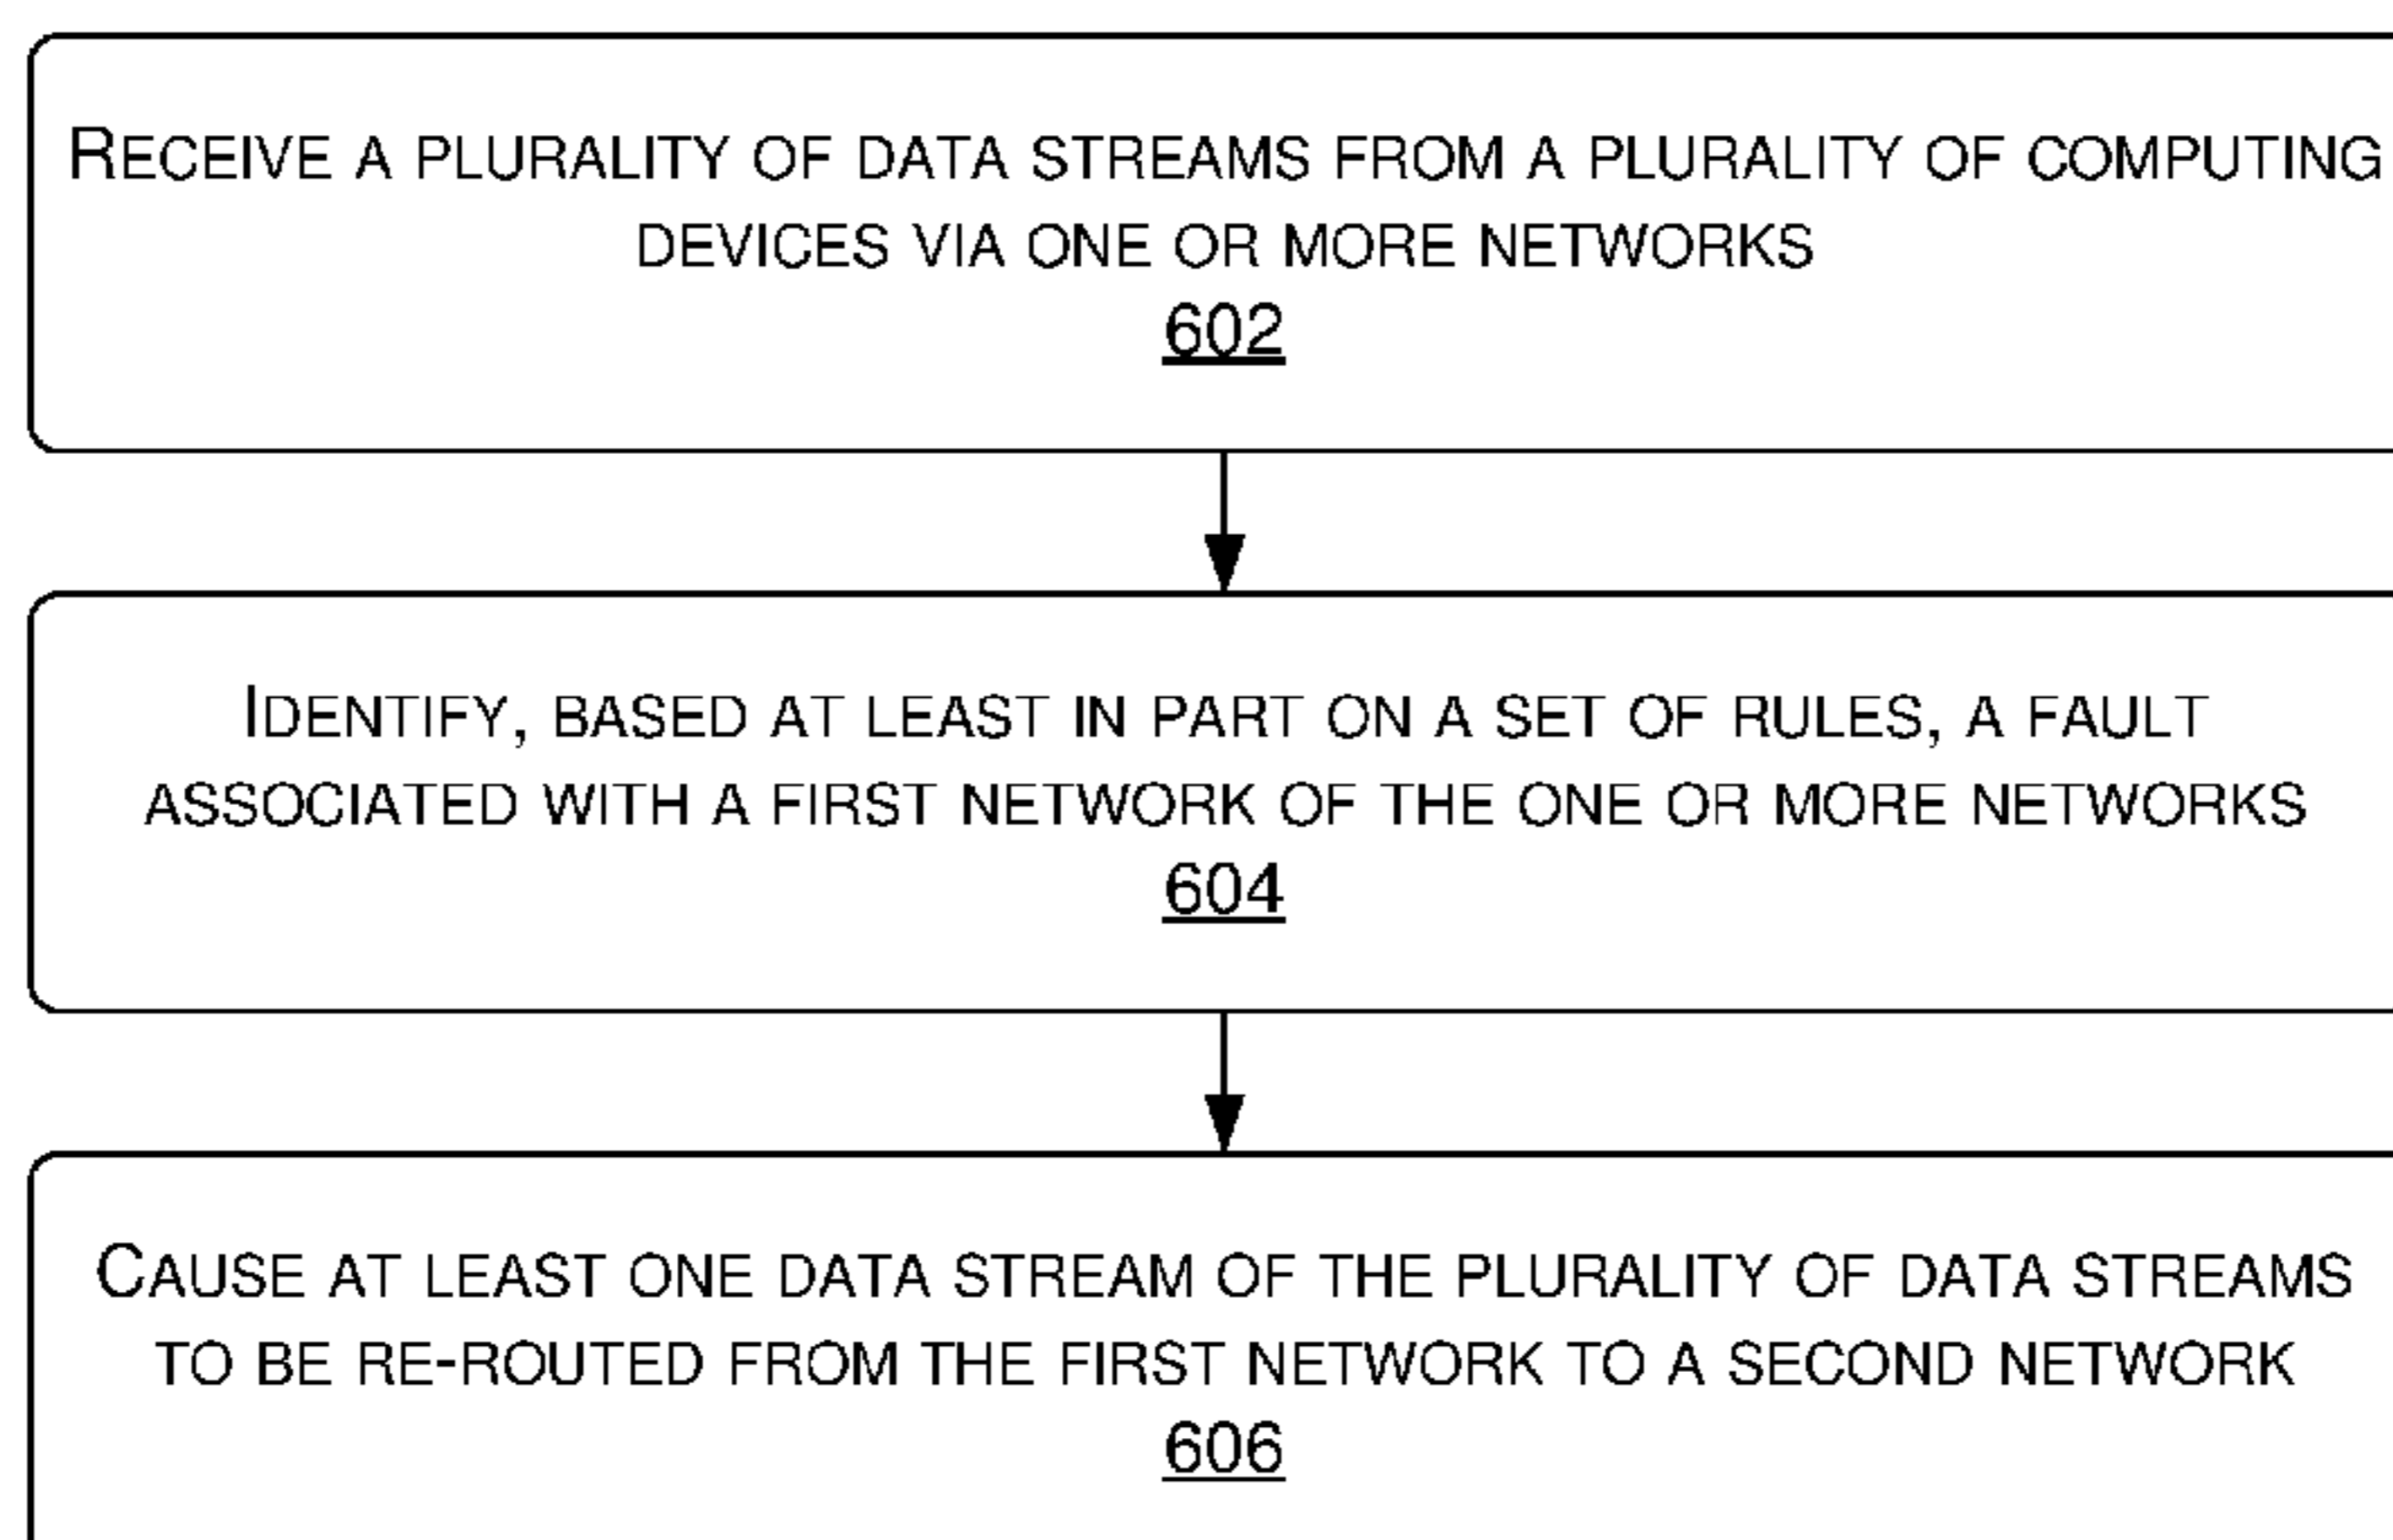 RECEIVE A PLURALITY OF DATA STREAMS FROM A PLURALITY OF COMPUTING
DEVICES VIA ONE OR MORE NETWORKS
602
IDENTIFY, BASED AT LEAST IN PART ON A SET OF RULES, A FAULT
ASSOCIATED WITH A FIRST NETWORK OF THE ONE OR MORE NETWORKS
604
CAUSE AT LEAST ONE DATA STREAM OF THE PLURALITY OF DATA STREAMS
TO BE RE-ROUTED FROM THE FIRST NETWORK TO A SECOND NETWORK
606